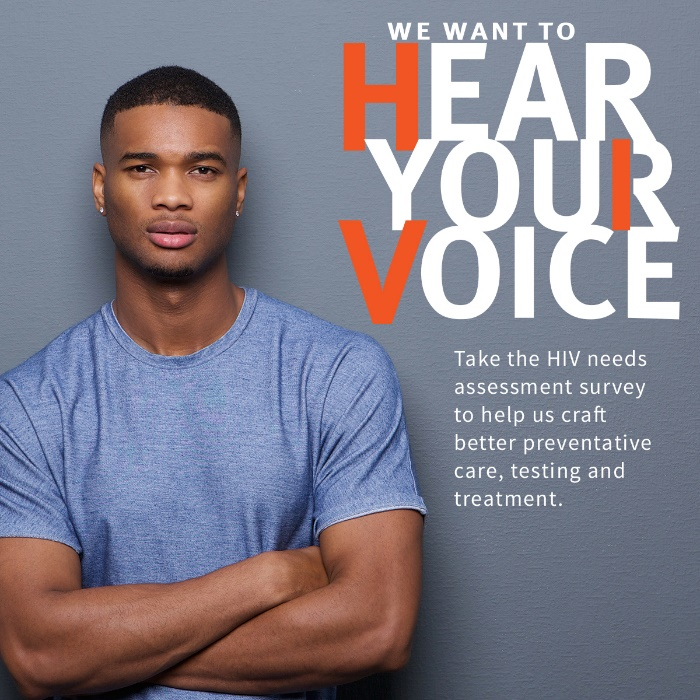 WE WANT TO
HEAR
YOUR
VOICE
Take the HIV needs
assessment survey
to help us craft
better preventative
care, testing and
treatment.